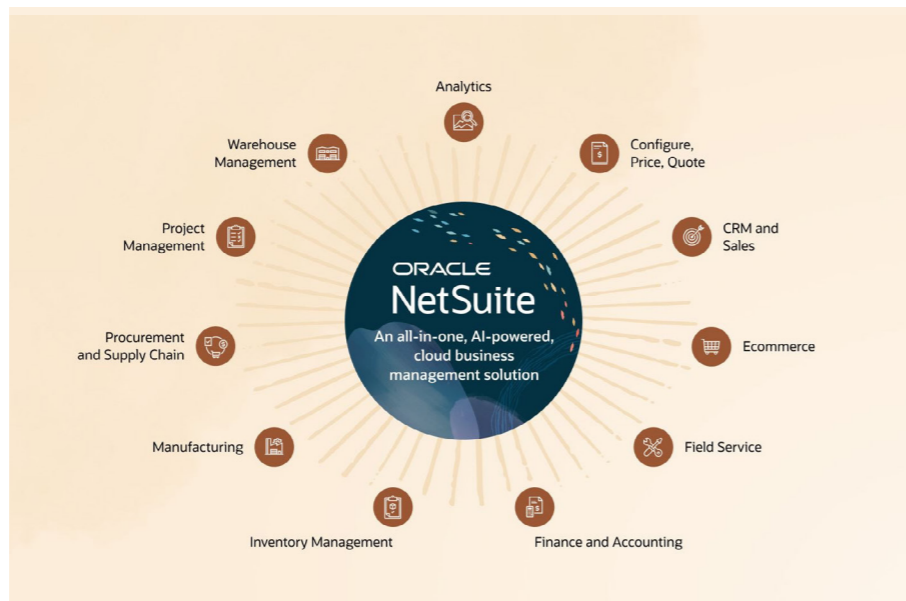 Analytics
Configure,
Price, Quote
CRM and
Sales
Ecommerce
Field Service
Finance and Accounting
Inventory Management
Manufacturing
Procurement
and Supply Chain
Project
Management
Warehouse
Management
ORACLE
NetSuite
An all-in-one, AI-powered,
cloud business
management solution